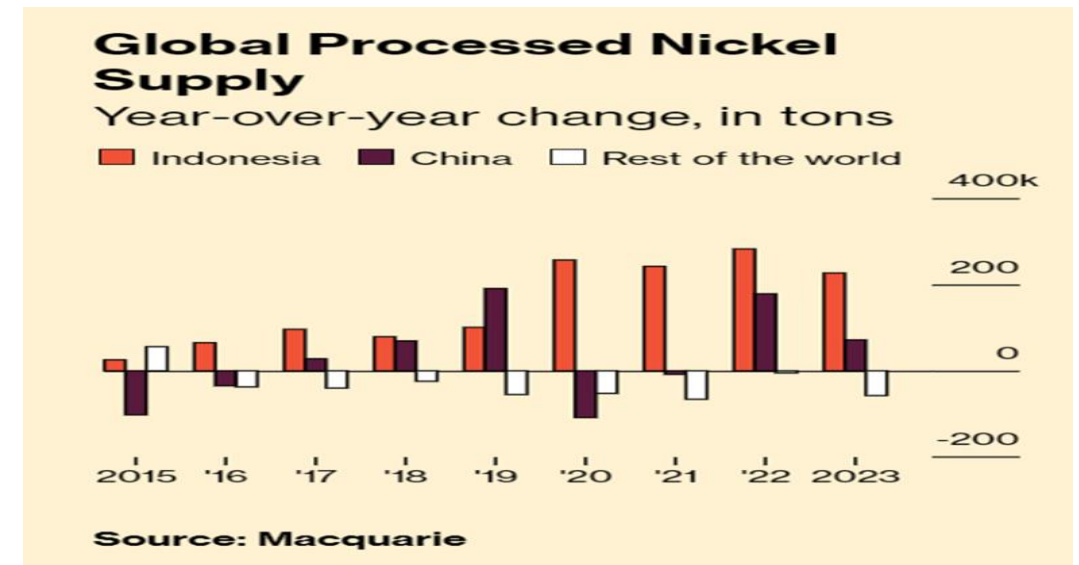 Global Processed Nickel
Supply
Year-over-year change, in tons
Indonesia China Rest of the world
400k
200
0
-200
2015 '16 '17 '18 '19 '20 '21 '22 2023
Source: Macquarie